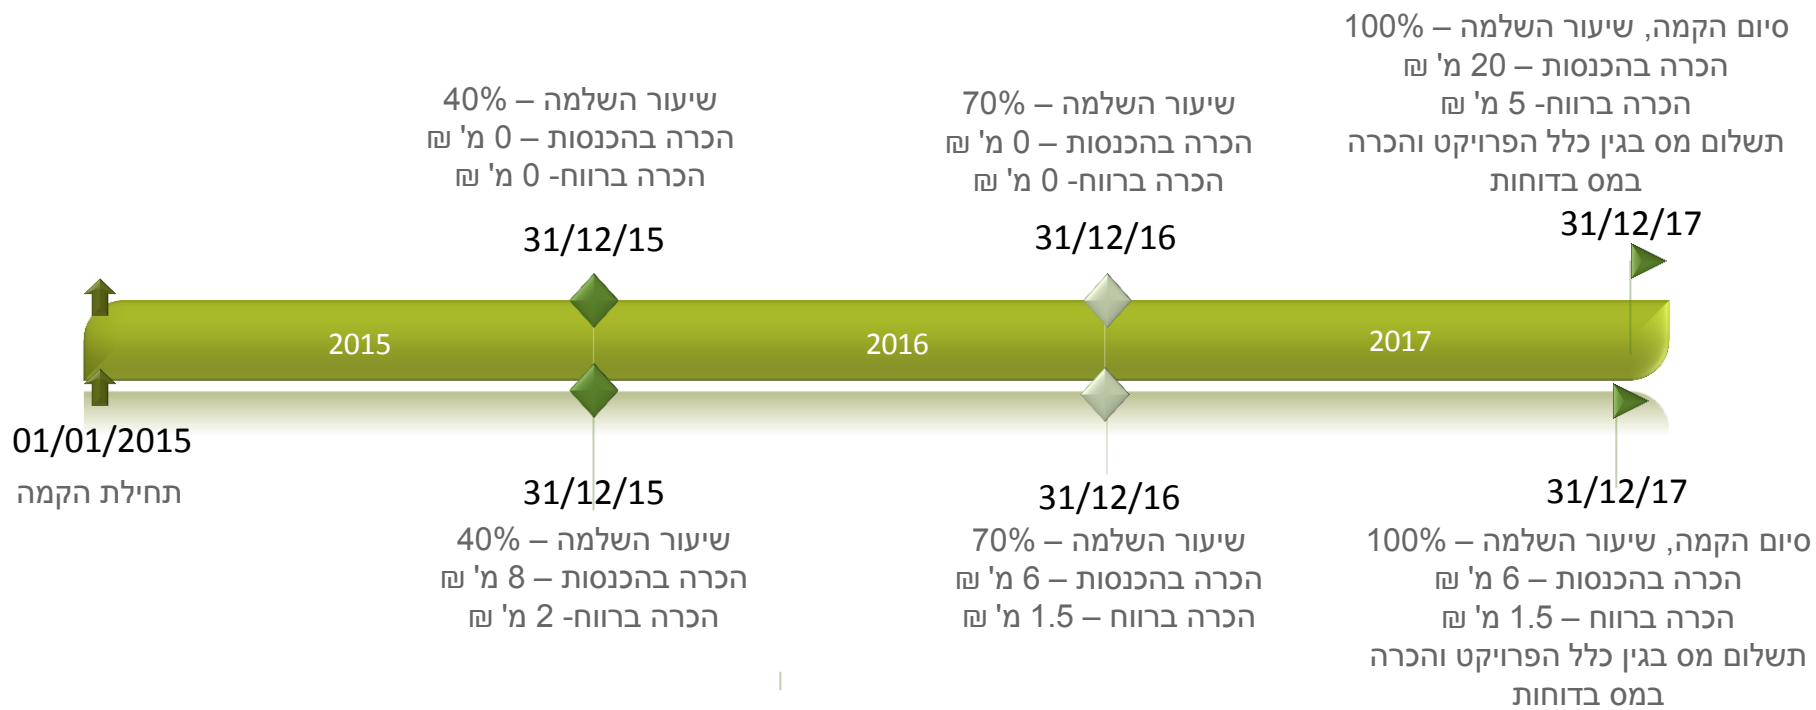 סיום הקמה, שיעור השלמה – 100%
הכרה בהכנסות – 20 מ' ₪
הכרה ברווח- 5 מ' ₪
תשלום מס בגין כלל הפרויקט והכרה
במס בדוחות
31/12/17
שיעור השלמה – 70%
הכרה בהכנסות – 0 מ' ₪
הכרה ברווח- 0 מ' ₪
31/12/16
שיעור השלמה – 40%
הכרה בהכנסות – 0 מ' ₪
הכרה ברווח- 0 מ' ₪
31/12/15
2015
2016
2017
01/01/2015
תחילת הקמה
31/12/15
שיעור השלמה – 40%
הכרה בהכנסות – 8 מ' ₪
הכרה ברווח- 2 מ' ₪
31/12/16
שיעור השלמה – 70%
הכרה בהכנסות – 6 מ' ₪
הכרה ברווח – 1.5 מ' ₪
31/12/17
סיום הקמה, שיעור השלמה – 100%
הכרה בהכנסות – 6 מ' ₪
הכרה ברווח – 1.5 מ' ₪
תשלום מס בגין כלל הפרויקט והכרה
במס בדוחות